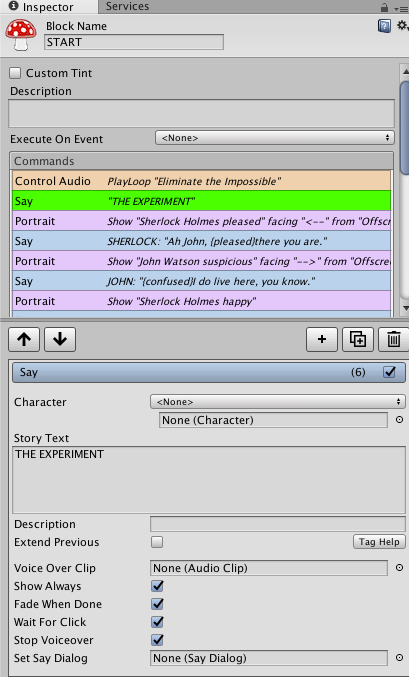 Inspector Services
Block Name
START
Custom Tint
Description
Execute On Event <None>
Commands
Control Audio PlayLoop "Eliminate the Impossible"
Say "THE EXPERIMENT"
Portrait Show "Sherlock Holmes pleased" facing "<--" from "Offscr
Say SHERLOCK: "Ah John, {pleased}there you are."
Portrait Show "John Watson suspicious" facing "-->" from "Offscre
Say JOHN: "{confused}I do live here, you know."
Portrait Show "Sherlock Holmes happy"
Say (6)
Character <None>
None (Character)
Story Text
THE EXPERIMENT
Description
Extend Previous Tag Help
Voice Over Clip None (Audio Clip)
Show Always
Fade When Done
Wait For Click
Stop Voiceover
Set Say Dialog None (Say Dialog)